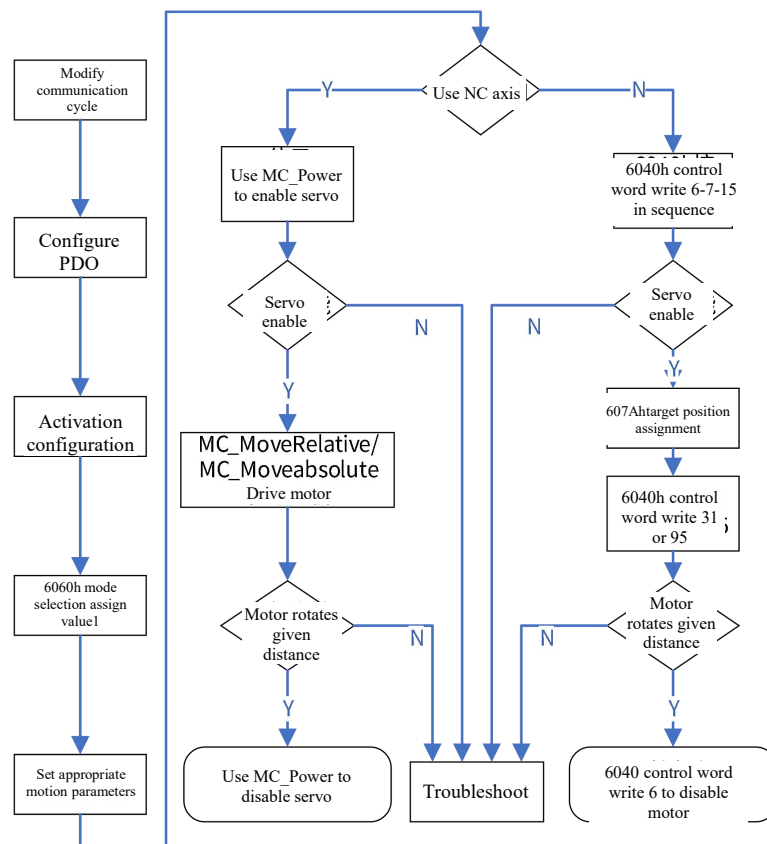 Modify
communication
cycle
Configure
PDO
Activation
configuration
6060h mode
selection assign
value1
Set appropriate
motion parameters
Use NC axis
Y
N
Use MC_Power
to enable servo
Servo
enable
N
Y
MC_MoveRelative/
MC_Moveabsolute
Drive motor
Motor rotates
given
distance
N
Y
Use MC_Power to
disable servo
Troubleshoot
6040h control
word write 6-7-15
in sequence
Servo
enable
N
Y
607Ahtarget position
assignment
6040h control
word write 31
or 95
Motor
rotates given
distance
N
Y
6040 control word
write 6 to disable
motor